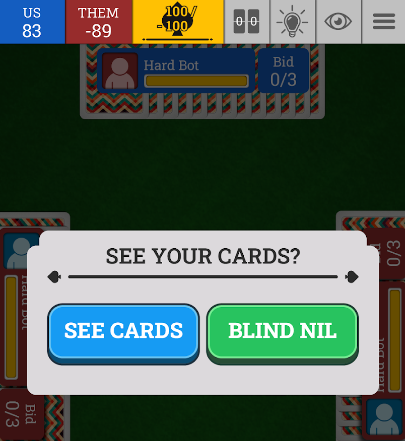 US
83
THEM
-89
100/
-100
0 0
Hard Bot
Bid
0/3
SEE YOUR CARDS?
SEE CARDS
BLIND NIL
Hard Bot
Bid
0/3
0/3
Hard Bot